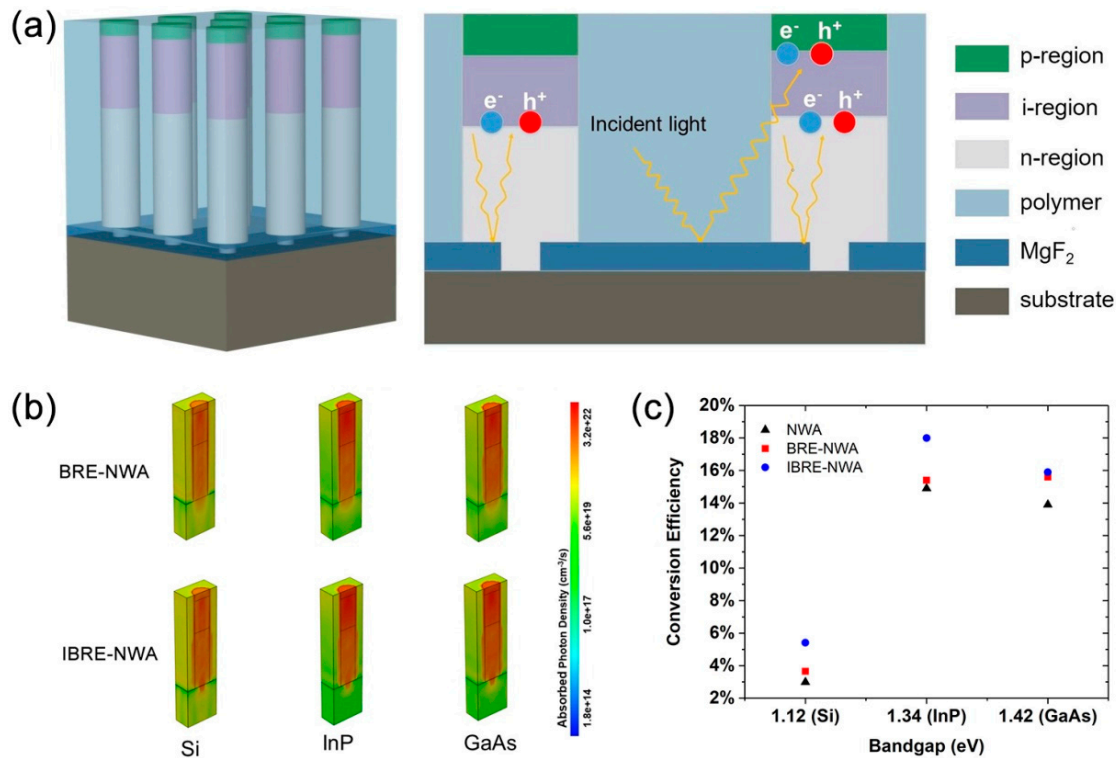 (a)
e⁻ h⁺
e⁻ h⁺
e⁻ h⁺
Incident light
p-region
i-region
n-region
polymer
MgF₂
substrate
(b)
BRE-NWA
IBRE-NWA
Si
InP
GaAs
3.2e+22
5.6e+19
1.0e+17
1.8e+14
Absorbed Photon Density (cm⁻³/s)
(c)
20%
18%
16%
14%
12%
10%
8%
6%
4%
2%
Conversion Efficiency
NWA
BRE-NWA
IBRE-NWA
1.12 (Si)
1.34 (InP)
1.42 (GaAs)
Bandgap (eV)